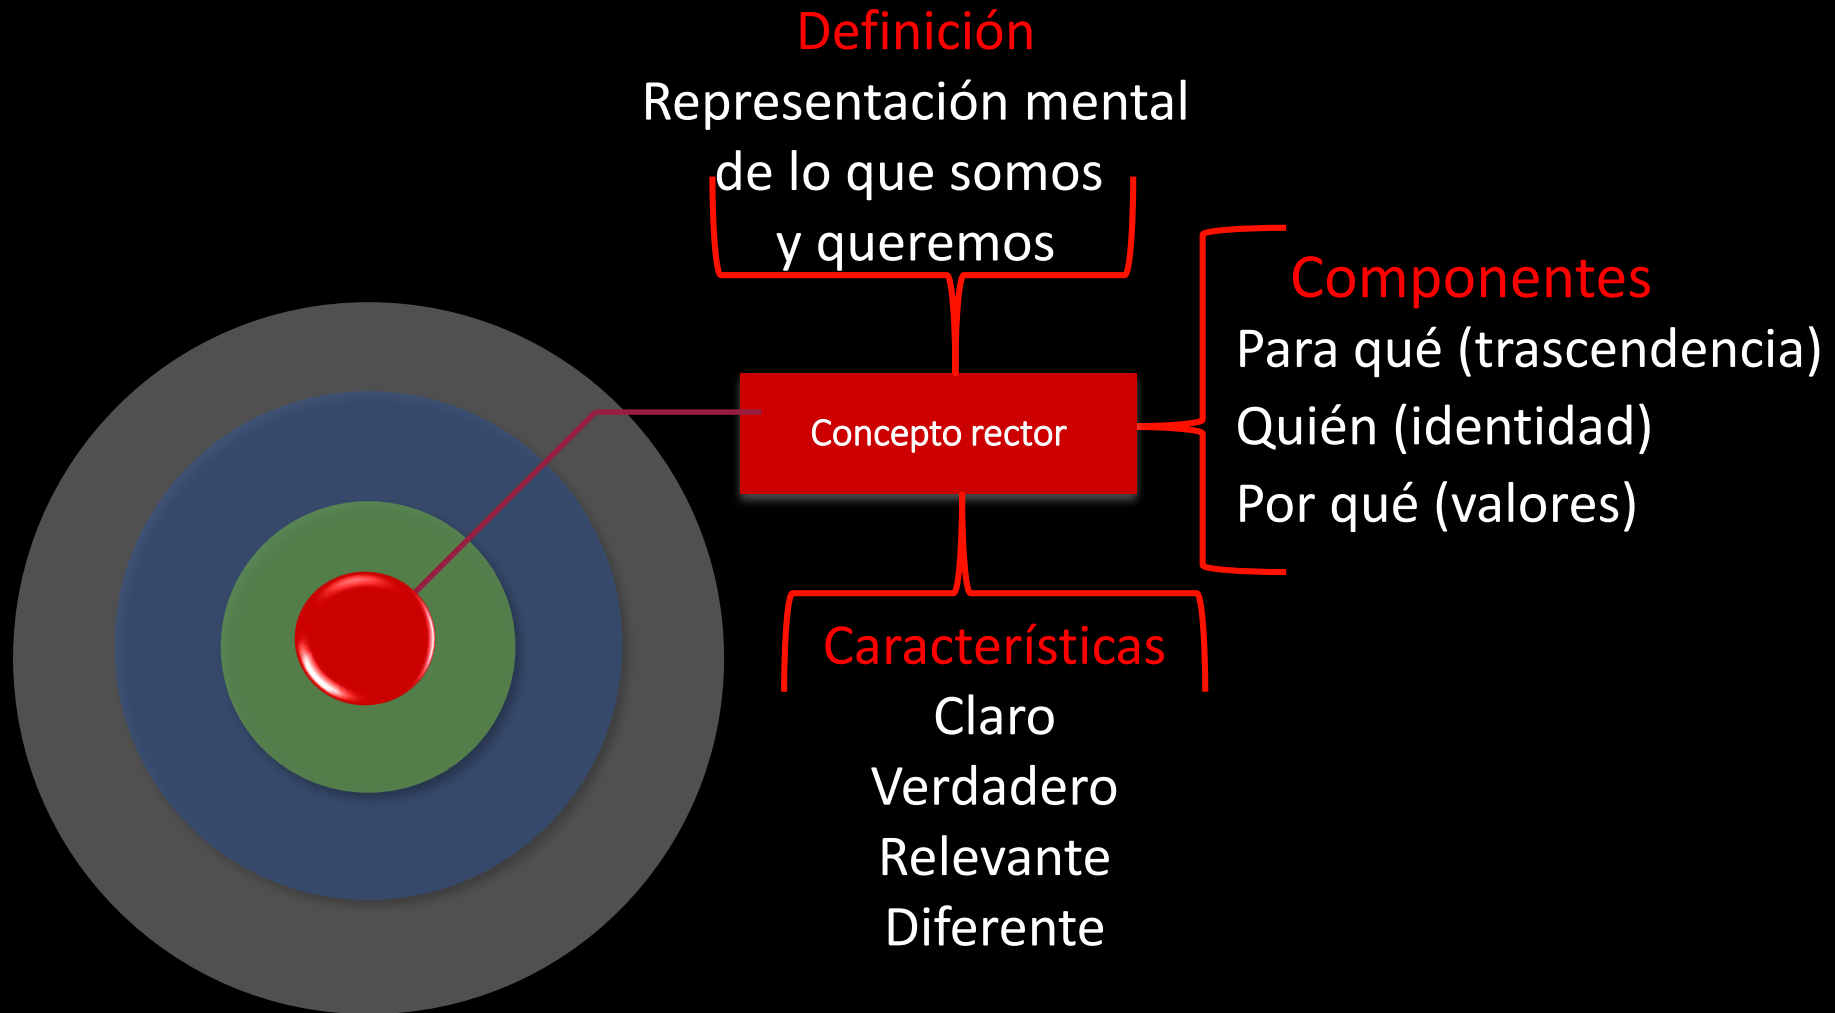 Definición
Representación mental
de lo que somos
y queremos
Concepto rector
Componentes
Para qué (trascendencia)
Quién (identidad)
Por qué (valores)
Características
Claro
Verdadero
Relevante
Diferente